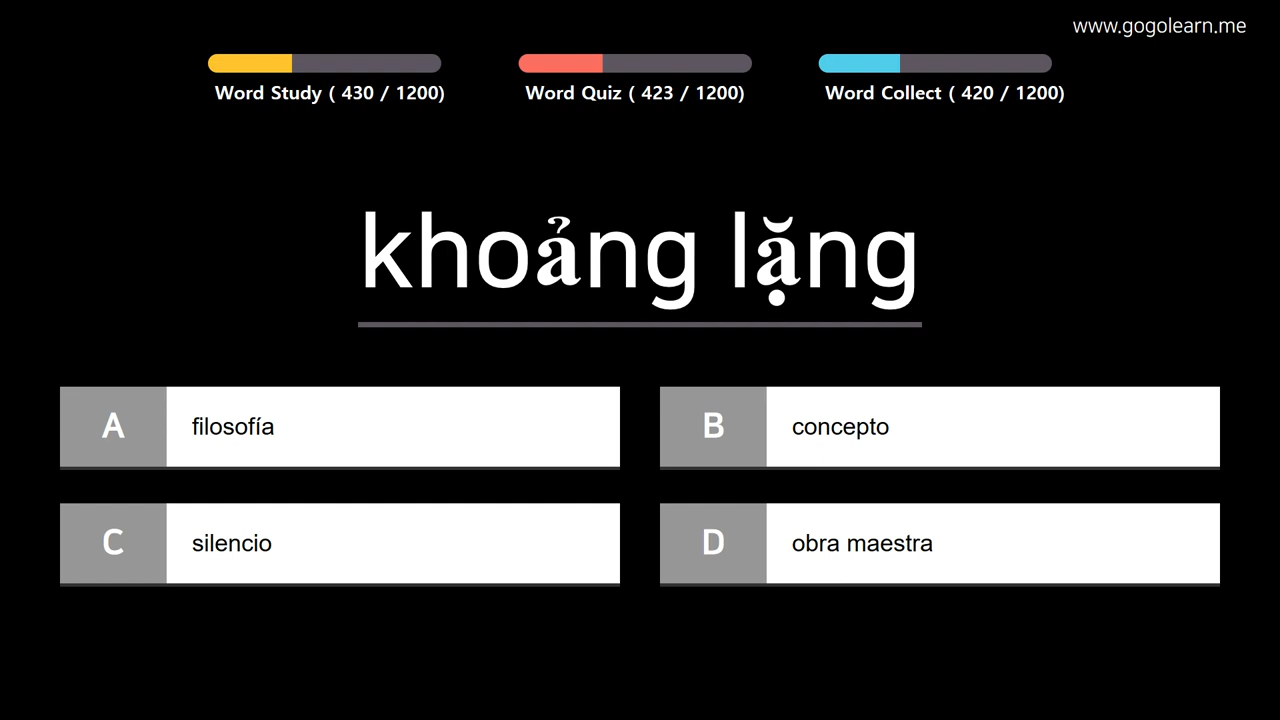 www.gogolearn.me
Word Study ( 430 / 1200)
Word Quiz ( 423 / 1200)
Word Collect ( 420 / 1200)
khoảng lặng
A filosofía
B concepto
C silencio
D obra maestra